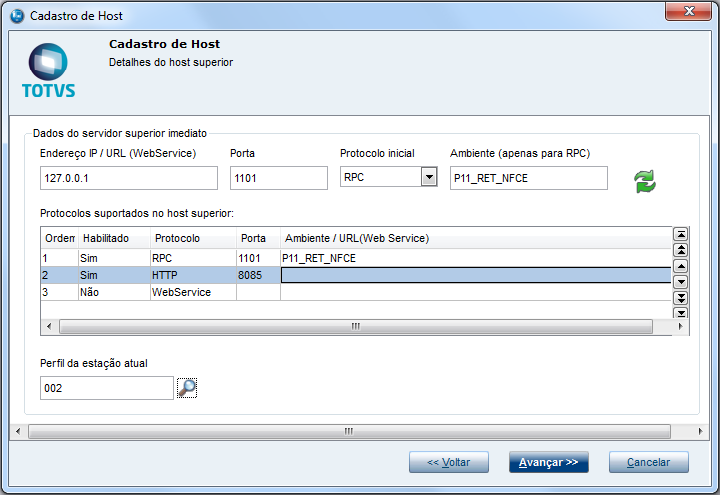 Cadastro de Host
Cadastro de Host
Detalhes do host superior
TOTVS
Dados do servidor superior imediato
Endereço IP / URL (WebService) Porta Protocolo inicial Ambiente (apenas para RPC)
127.0.0.1 1101 RPC P11_RET_NFCE
Protocolos suportados no host superior:
Ordem Habilitado Protocolo Porta Ambiente / URL(Web Service)
1 Sim RPC 1101 P11_RET_NFCE
2 Sim HTTP 8085
3 Não WebService
Perfil da estação atual
002
<< Voltar Avançar >> Cancelar